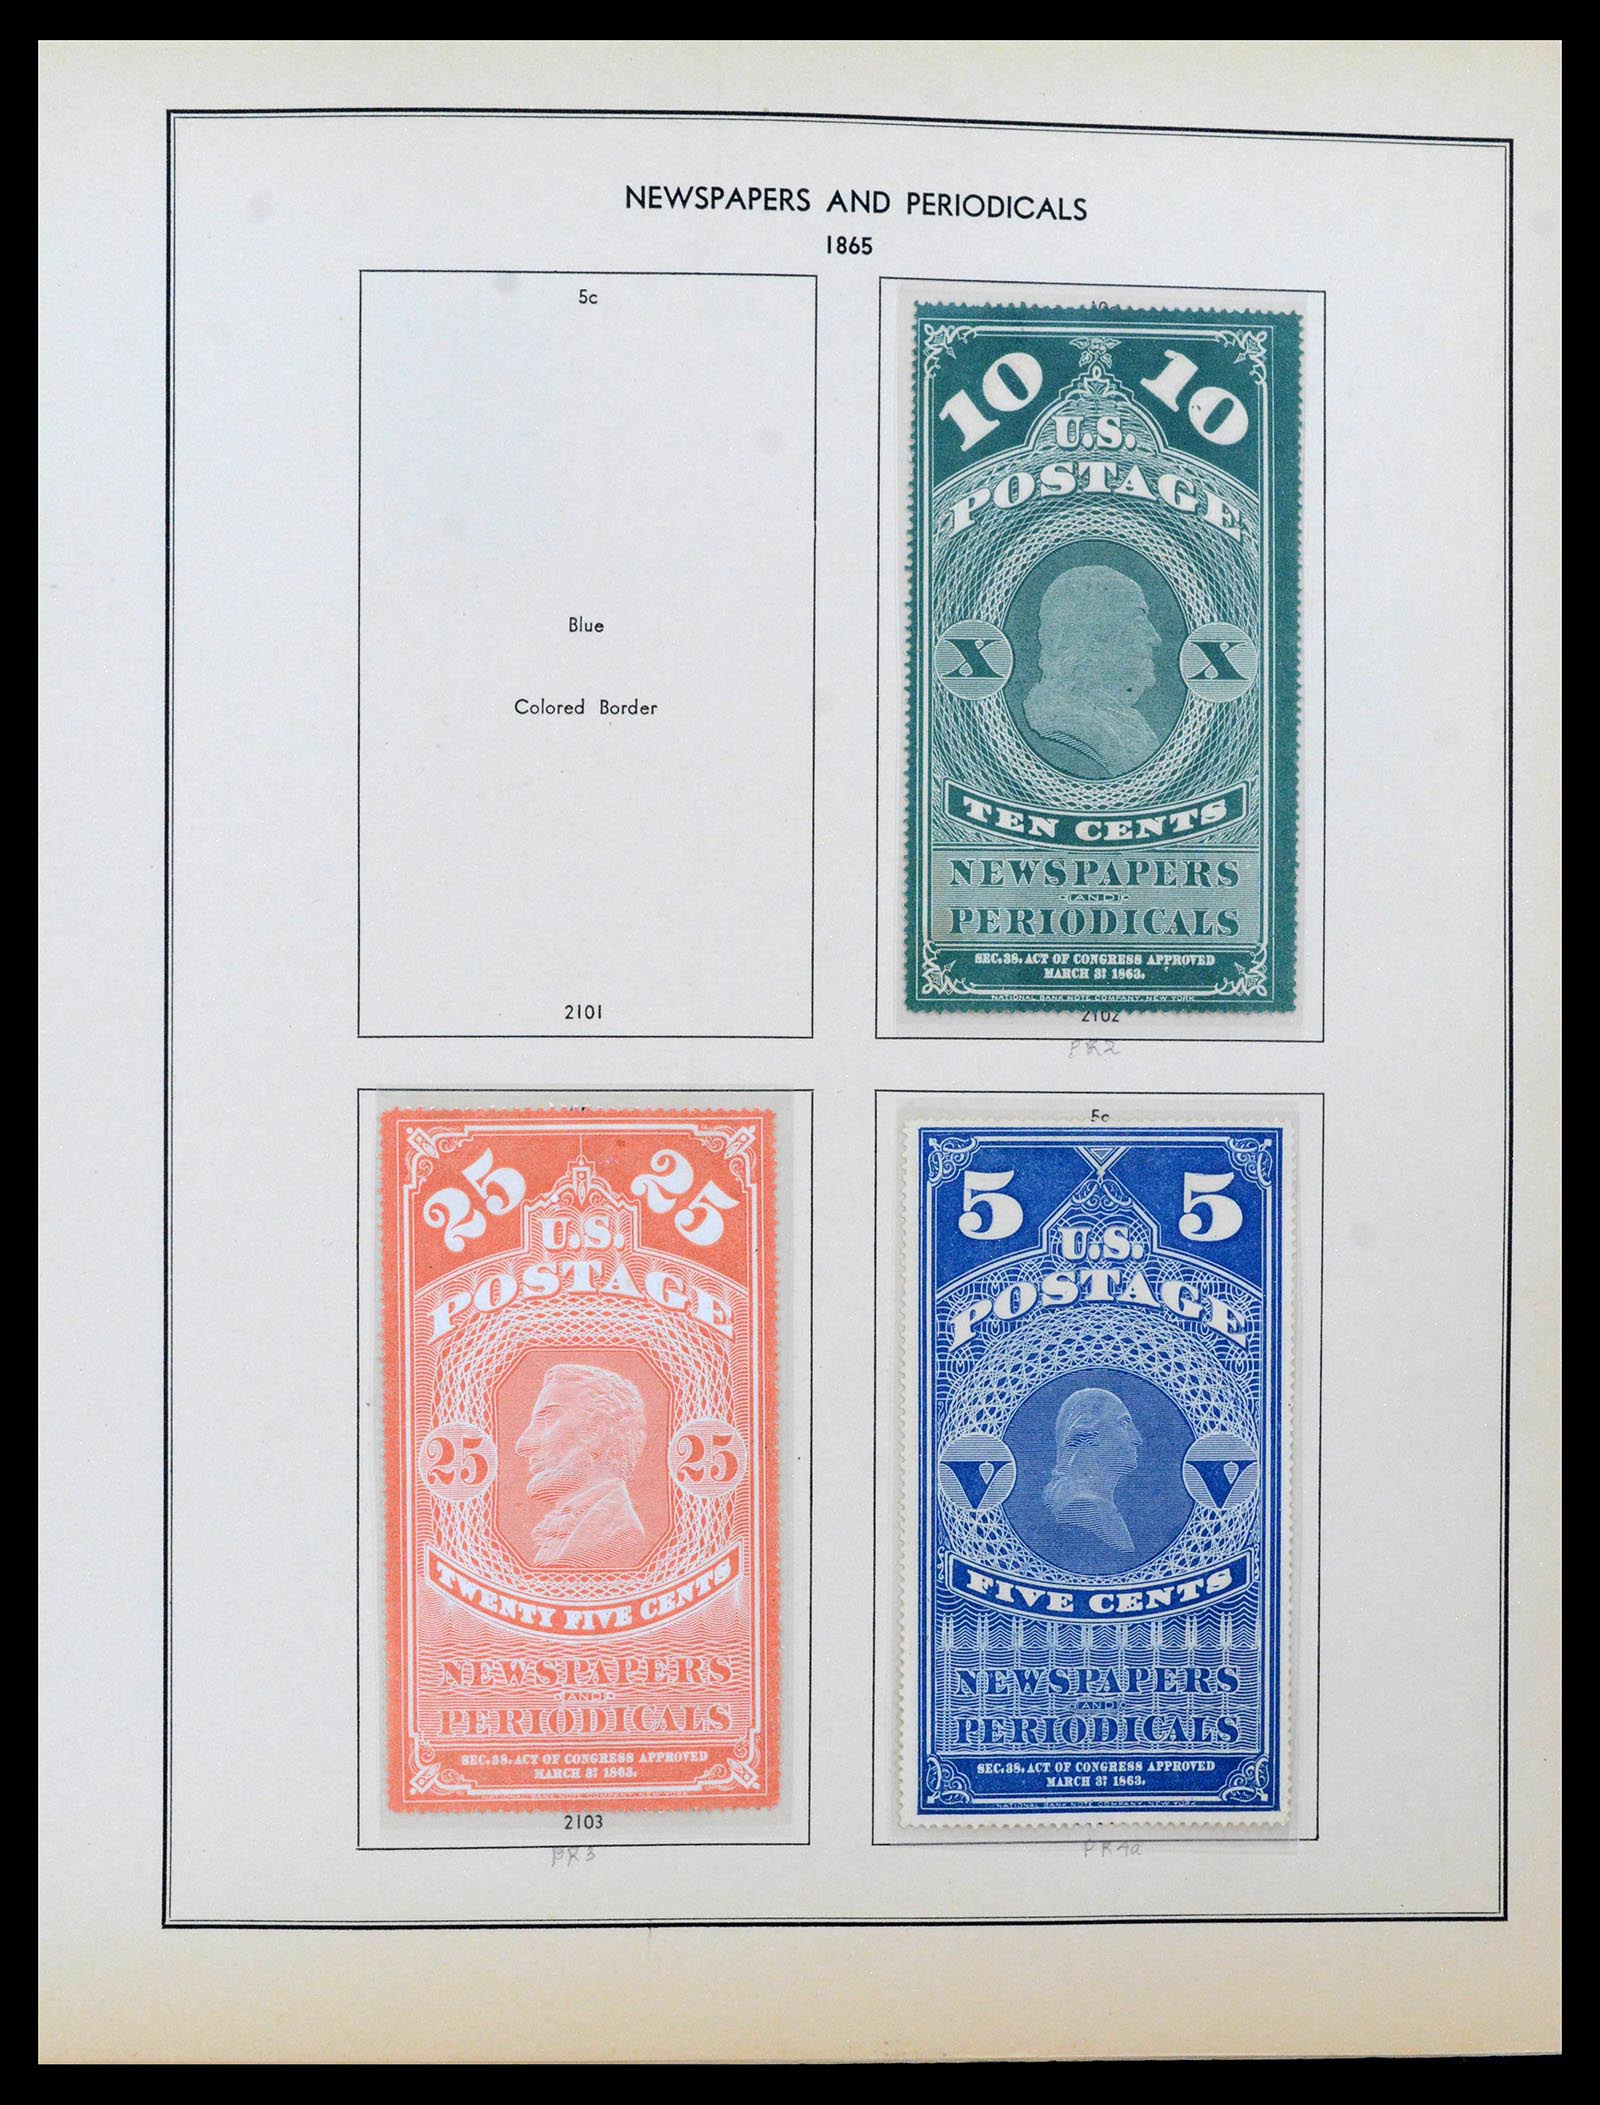 NEWSPAPERS AND PERIODICALS
1865
5c
Blue
Colored Border
2101
10 10
U.S.
POSTAGE
X X
TEN CENTS
NEWSPAPERS
AND
PERIODICALS
SEC. 38. ACT OF CONGRESS APPROVED
MARCH 3D 1863.
NATIONAL BANK NOTE COMPANY, NEW YORK
2102
PR2
25 25
U.S.
POSTAGE
25 25
TWENTY FIVE CENTS
NEWSPAPERS
AND
PERIODICALS
SEC. 38. ACT OF CONGRESS APPROVED
MARCH 3D 1863.
NATIONAL BANK NOTE COMPANY, NEW YORK
2103
PR3
5c
5 5
U.S.
POSTAGE
V V
FIVE CENTS
NEWSPAPERS
AND
PERIODICALS
SEC. 38. ACT OF CONGRESS APPROVED
MARCH 3D 1863.
NATIONAL BANK NOTE COMPANY, NEW YORK
PR4a